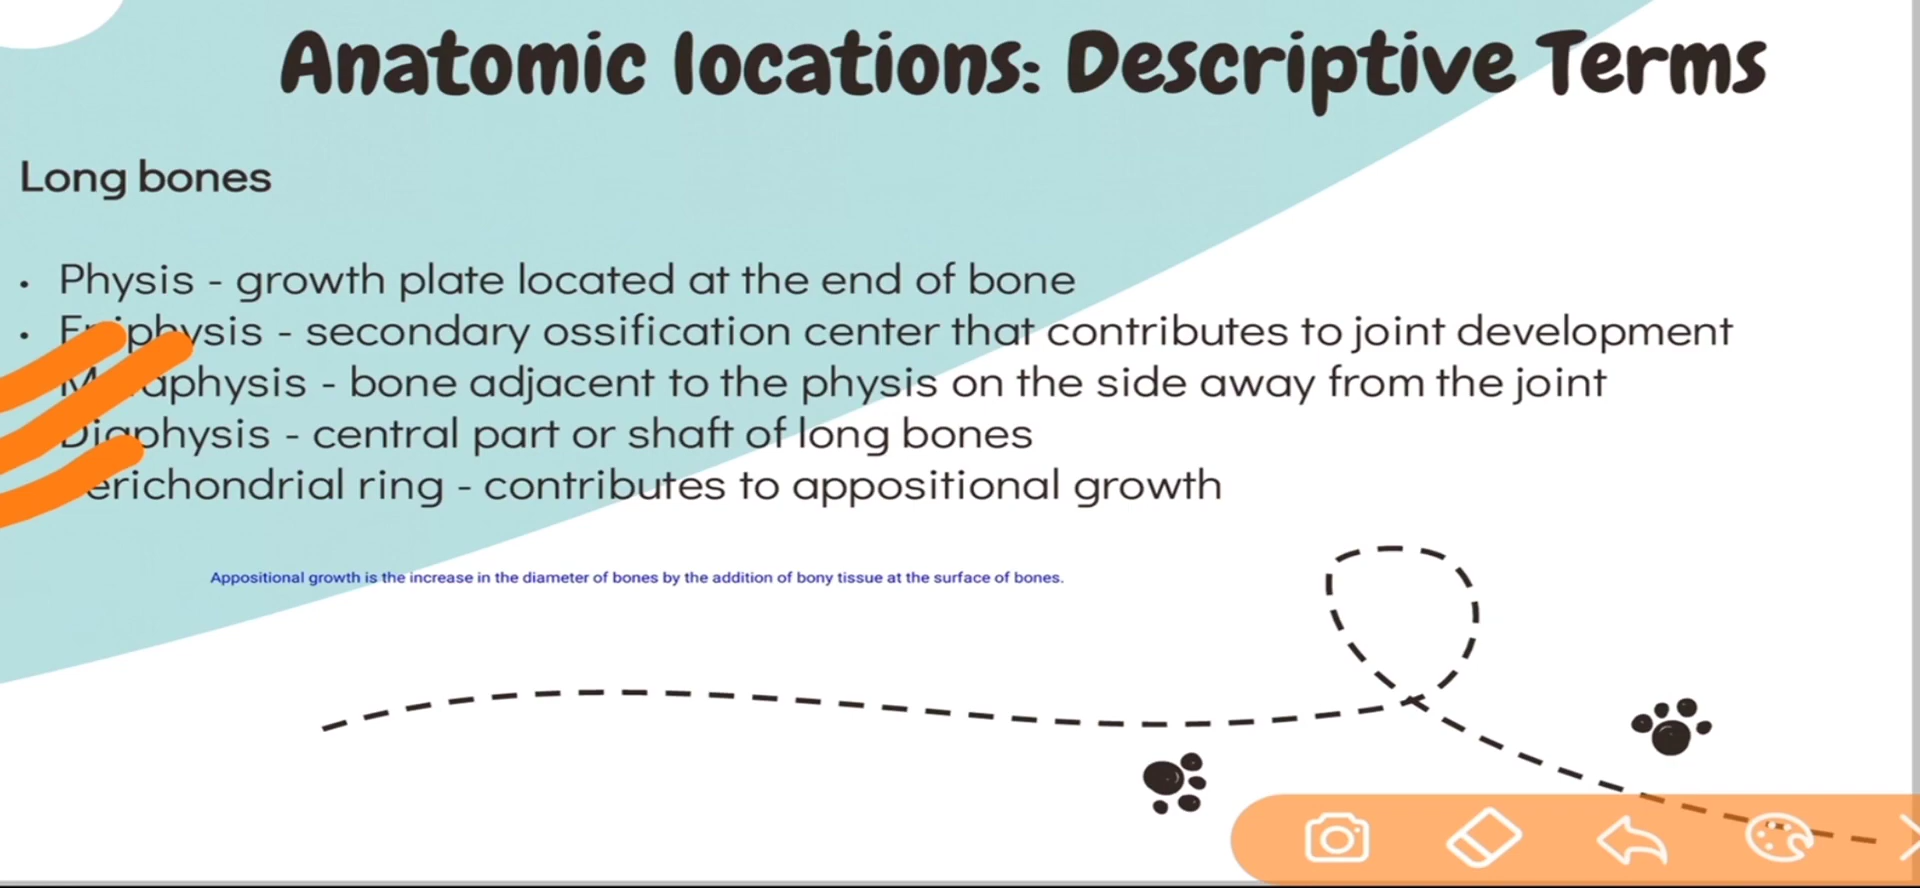 Anatomic locations: Descriptive Terms
Long bones
• Physis - growth plate located at the end of bone
• Epiphysis - secondary ossification center that contributes to joint development
Metaphysis - bone adjacent to the physis on the side away from the joint
Diaphysis - central part or shaft of long bones
Perichondrial ring - contributes to appositional growth
Appositional growth is the increase in the diameter of bones by the addition of bony tissue at the surface of bones.